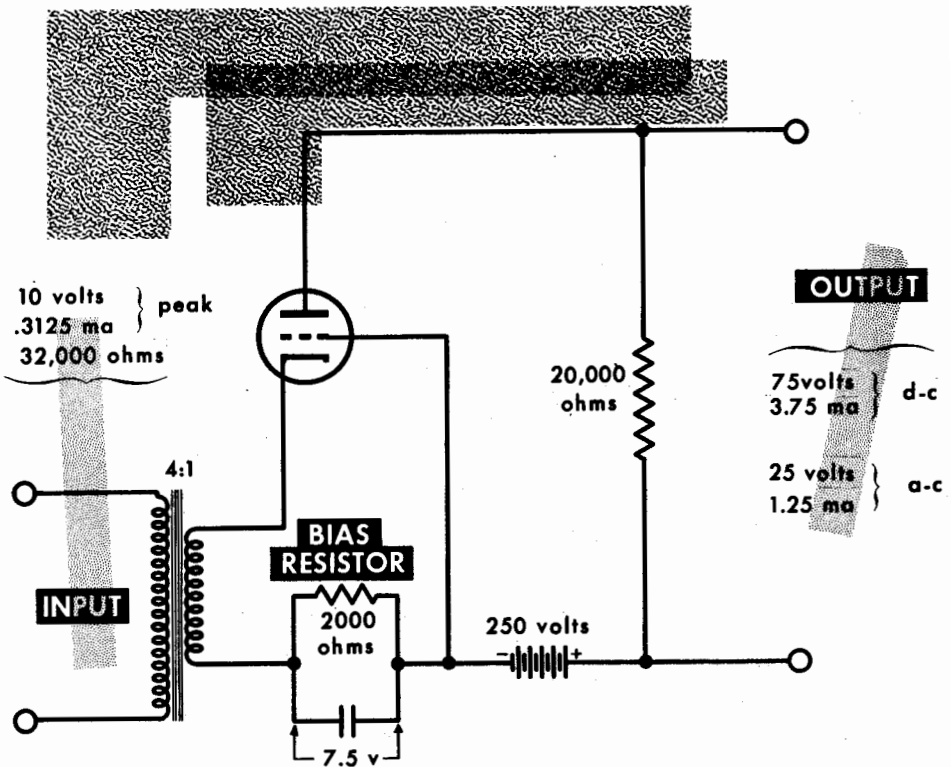 10 volts
.3125 ma
peak
32,000 ohms
OUTPUT
75volts
3.75 ma
d-c
25 volts
1.25 ma
a-c
20,000
ohms
4:1
BIAS
RESISTOR
INPUT
2000
ohms
250 volts
- +
7.5 v